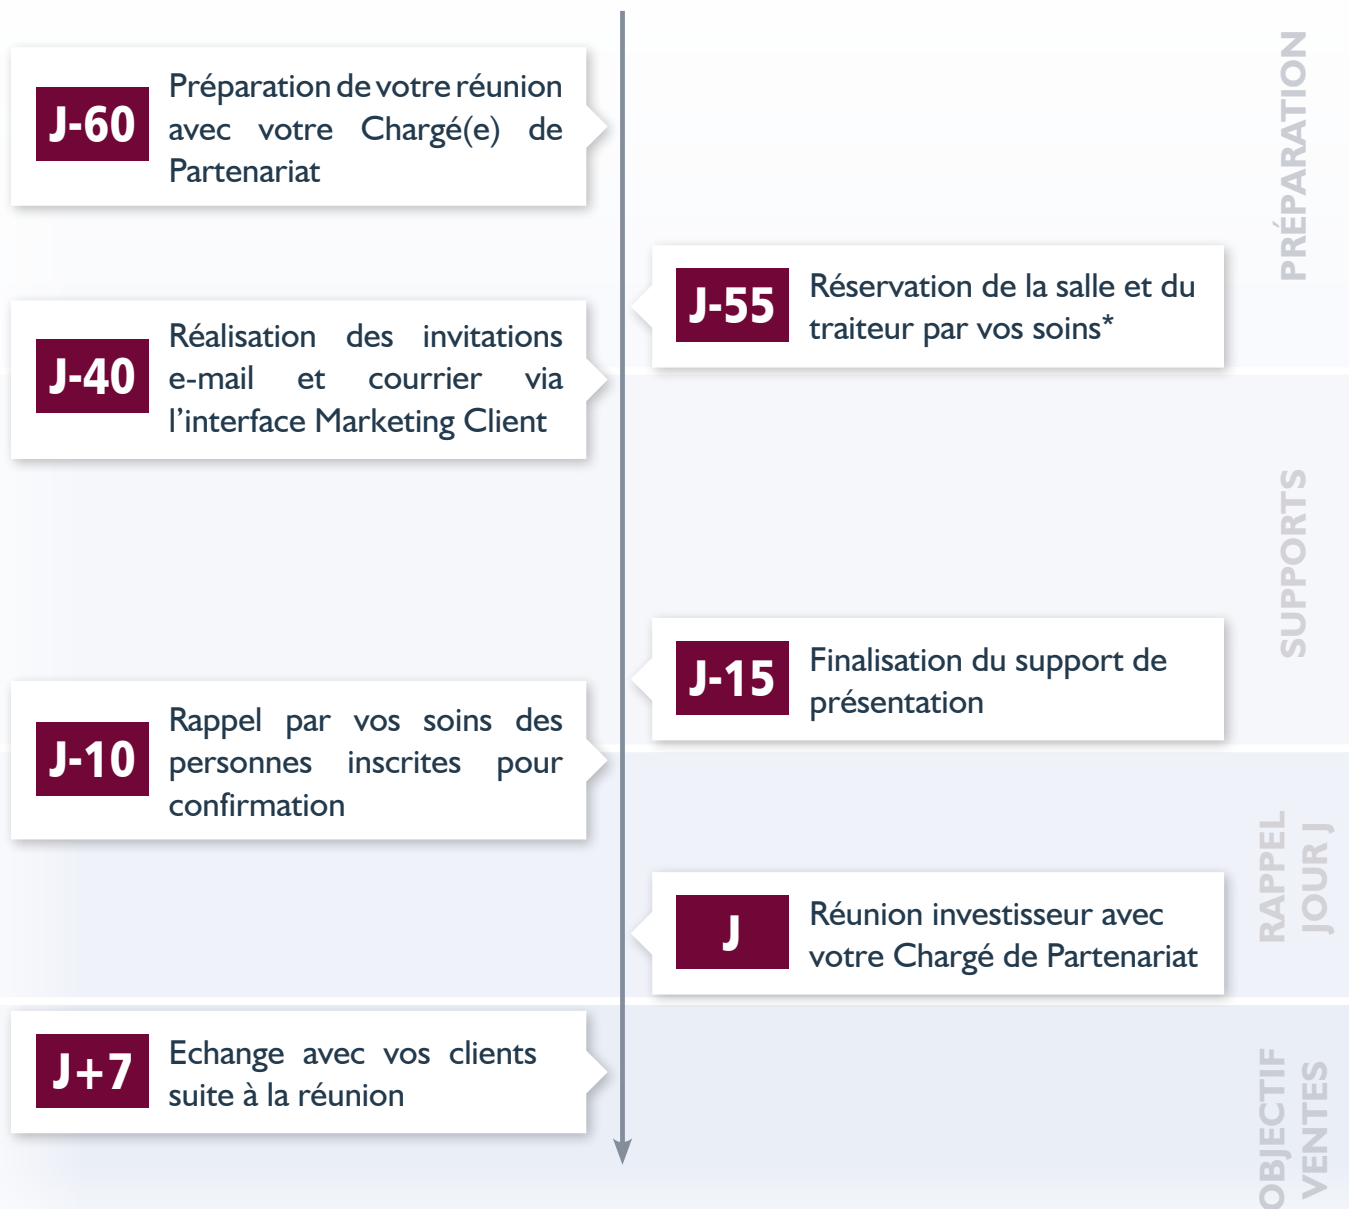 J-60
Préparation de votre réunion
avec votre Chargé(e) de
Partenariat
PRÉPARATION
J-55
Réservation de la salle et du
traiteur par vos soins*
J-40
Réalisation des invitations
e-mail et courrier via
l’interface Marketing Client
SUPPORTS
J-15
Finalisation du support de
présentation
J-10
Rappel par vos soins des
personnes inscrites pour
confirmation
RAPPEL
JOUR J
J
Réunion investisseur avec
votre Chargé de Partenariat
J+7
Echange avec vos clients
suite à la réunion
OBJECTIF
VENTES